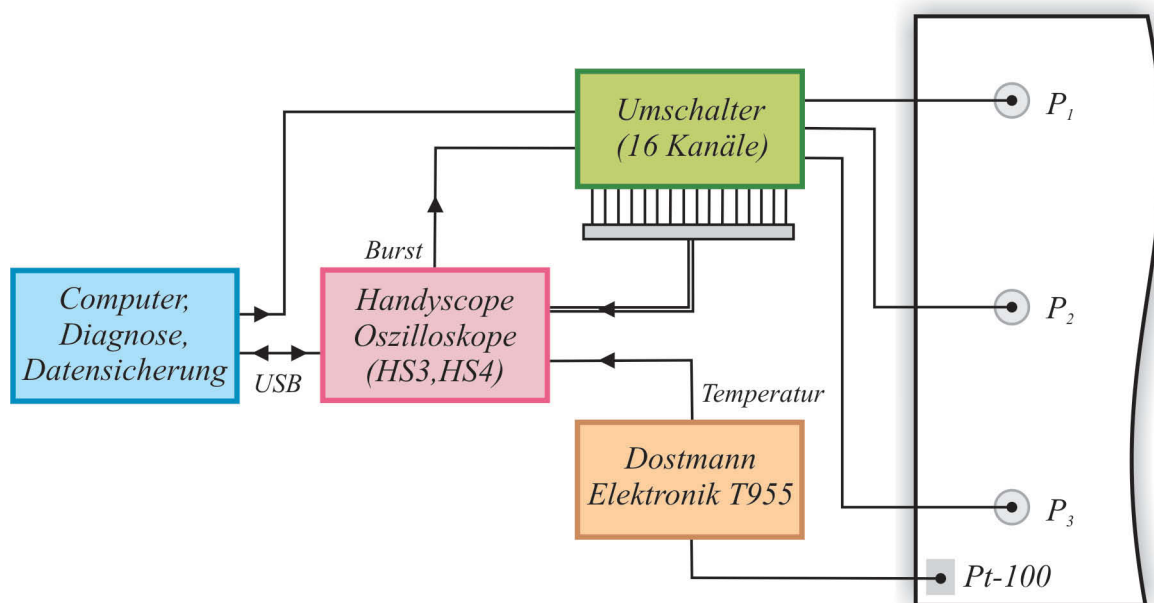 Umschalter
(16 Kanäle)
P1
Burst
Computer,
Diagnose,
Datensicherung
USB
Handyscope
Oszilloskope
(HS3,HS4)
P2
Temperatur
Dostmann
Elektronik T955
P3
Pt-100